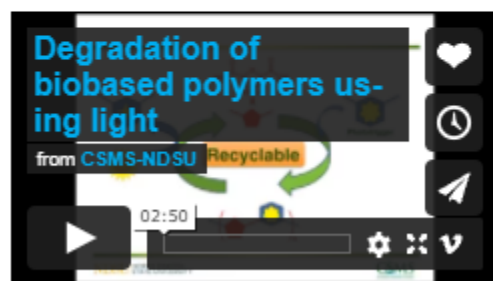 Degradation of
biobased polymers us-
ing light
from CSMS-NDSU
Recyclable
02:50